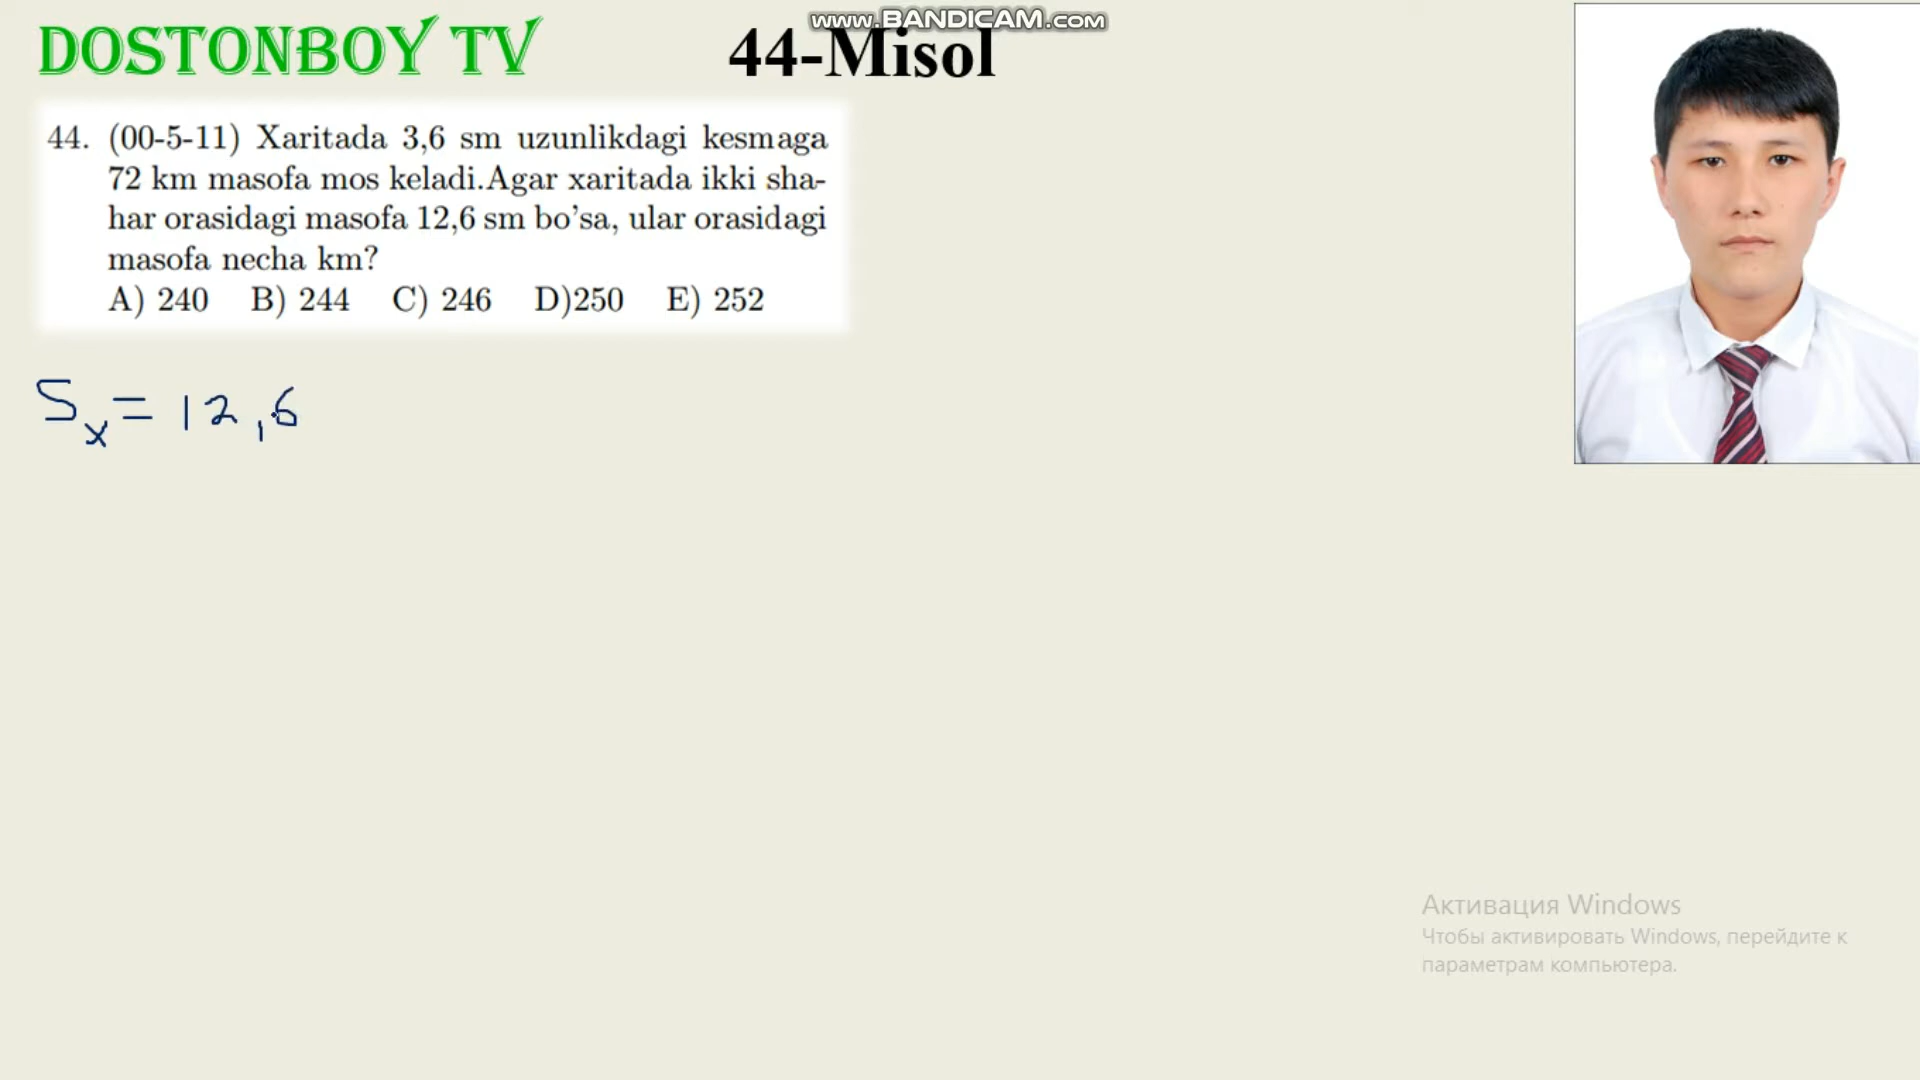 www.BANDICAM.com
DOSTONBOY TV
44-Misol
44. (00-5-11) Xaritada 3,6 sm uzunlikdagi kesmaga
72 km masofa mos keladi.Agar xaritada ikki sha-
har orasidagi masofa 12,6 sm bo’sa, ular orasidagi
masofa necha km?
A) 240 B) 244 C) 246 D)250 E) 252
Sx = 12,6
Активация Windows
Чтобы активировать Windows, перейдите к
параметрам компьютера.